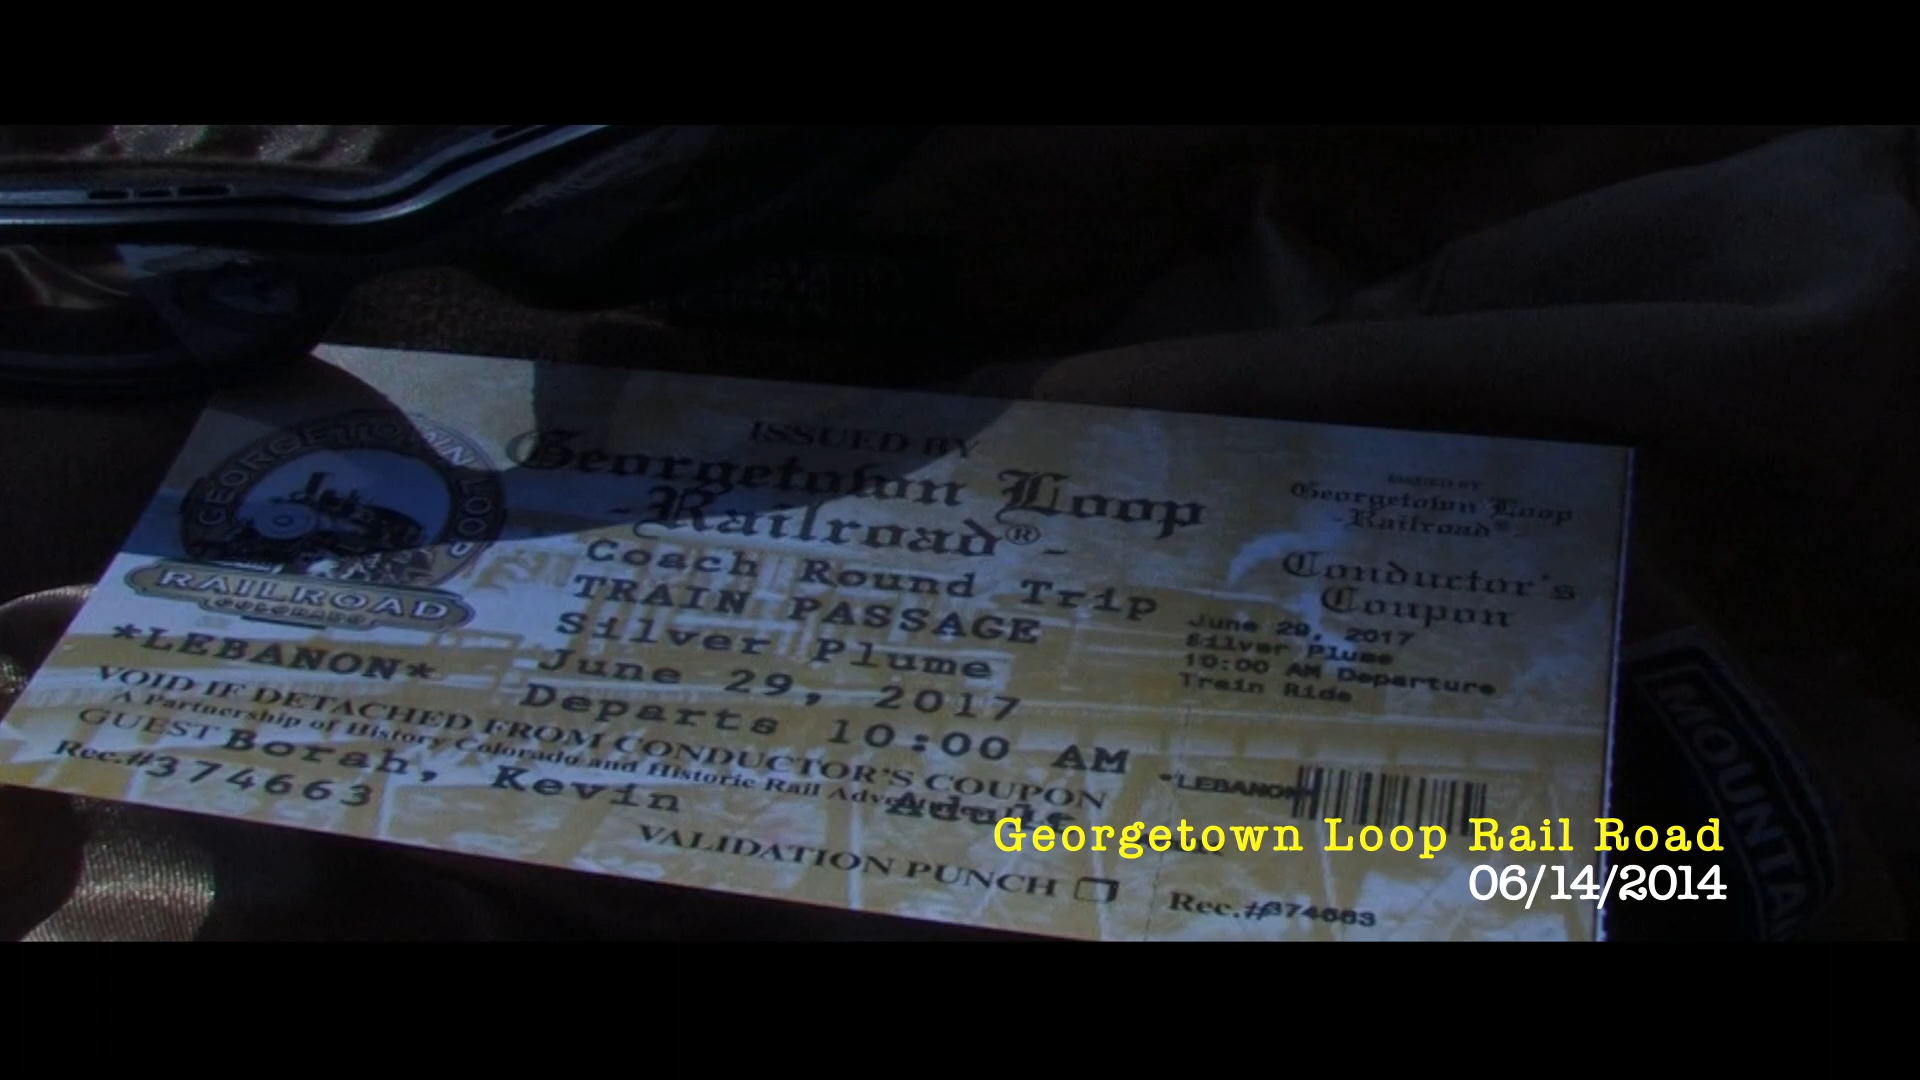 GEORGETOWN LOOP
RAILROAD
COLORADO
ISSUED BY
Georgetown Loop
-Railroad®-
Coach Round Trip
TRAIN PASSAGE
Silver Plume
*LEBANON*
June 29, 2017
Departs 10:00 AM
VOID IF DETACHED FROM CONDUCTOR'S COUPON
A Partnership of History Colorado and Historic Rail Adventures
GUEST Borah, Kevin Adult
Rec.#374663
VALIDATION PUNCH
ISSUED BY
Georgetown Loop
-Railroad®-
Conductor's
Coupon
June 29, 2017
Silver Plume
10:00 AM Departure
Train Ride
*LEBANON*
Rec.#374663
Georgetown Loop Rail Road
06/14/2014